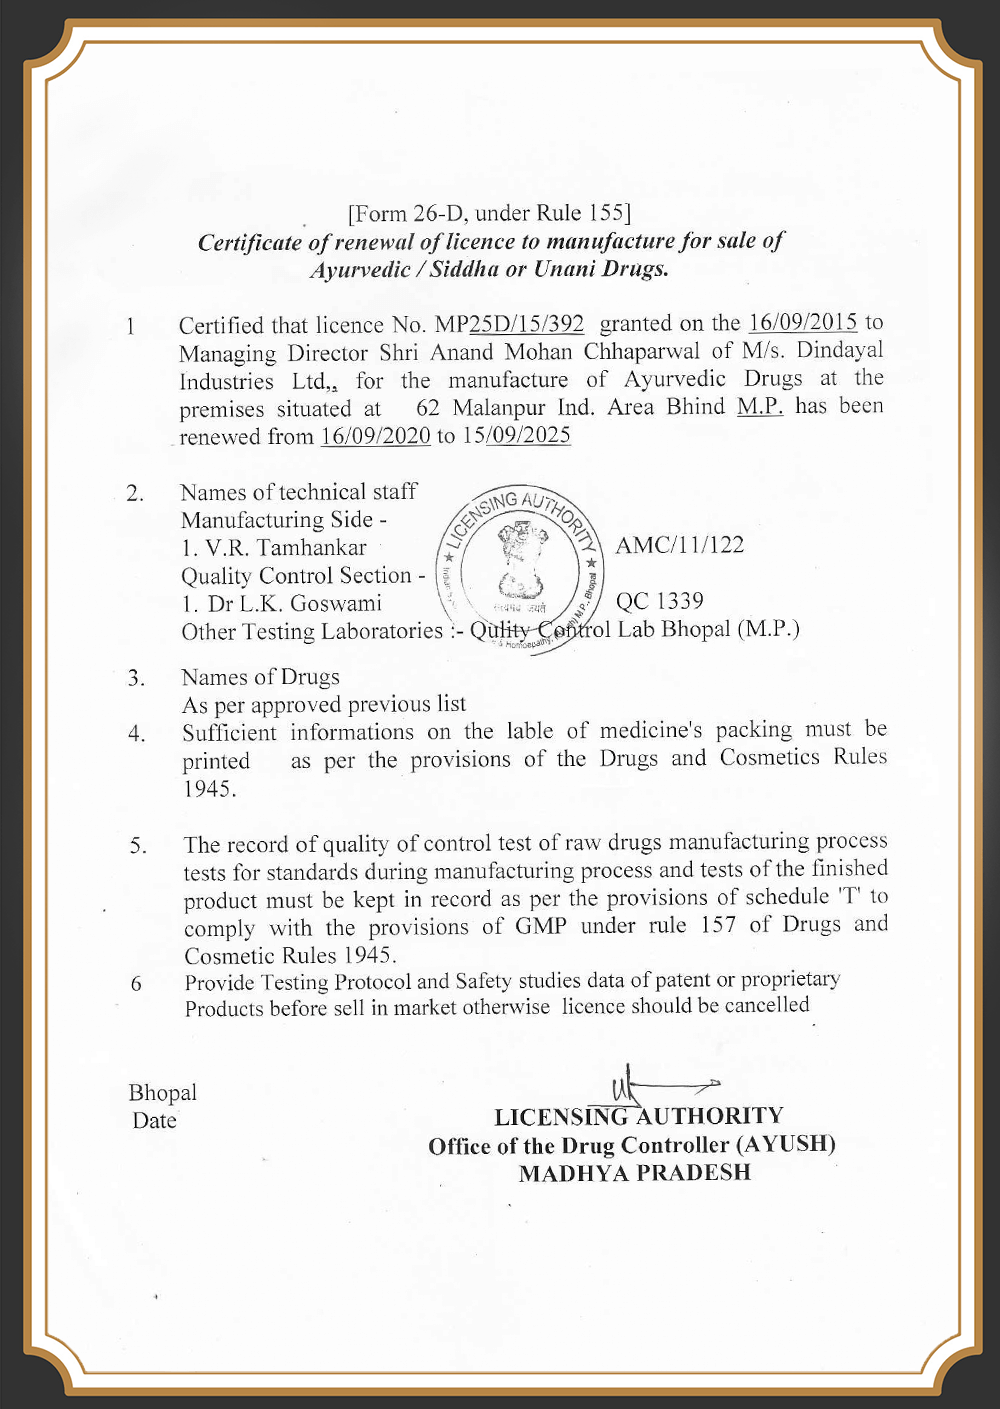 [Form 26-D, under Rule 155]
Certificate of renewal of licence to manufacture for sale of
Ayurvedic / Siddha or Unani Drugs.
1 Certified that licence No. MP25D/15/392 granted on the 16/09/2015 to
Managing Director Shri Anand Mohan Chhaparwal of M/s. Dindayal
Industries Ltd,, for the manufacture of Ayurvedic Drugs at the
premises situated at 62 Malanpur Ind. Area Bhind M.P. has been
renewed from 16/09/2020 to 15/09/2025
2. Names of technical staff
Manufacturing Side -
1. V.R. Tamhankar AMC/11/122
Quality Control Section -
1. Dr L.K. Goswami QC 1339
Other Testing Laboratories :- Qulity Control Lab Bhopal (M.P.)
LICENSING AUTHORITY
सत्यमेव जयते
Homoepathy, M.P., Bhopal
3. Names of Drugs
As per approved previous list
4. Sufficient informations on the lable of medicine's packing must be
printed as per the provisions of the Drugs and Cosmetics Rules
1945.
5. The record of quality of control test of raw drugs manufacturing process
tests for standards during manufacturing process and tests of the finished
product must be kept in record as per the provisions of schedule 'T' to
comply with the provisions of GMP under rule 157 of Drugs and
Cosmetic Rules 1945.
6 Provide Testing Protocol and Safety studies data of patent or proprietary
Products before sell in market otherwise licence should be cancelled
Bhopal
Date
LICENSING AUTHORITY
Office of the Drug Controller (AYUSH)
MADHYA PRADESH